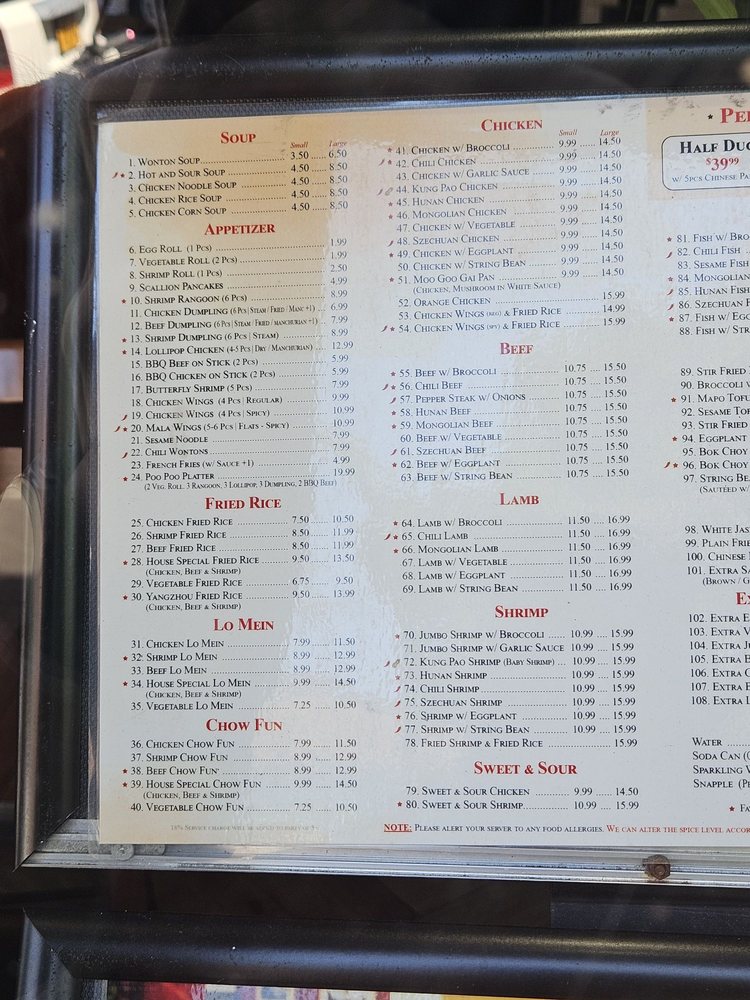 SOUP
Small Large
1. WONTON SOUP 3.50 6.50
2. HOT AND SOUR SOUP 4.50 8.50
3. CHICKEN NOODLE SOUP 4.50 8.50
4. CHICKEN RICE SOUP 4.50 8.50
5. CHICKEN CORN SOUP 4.50 8.50
APPETIZER
6. EGG ROLL (1 PCS) 1.99
7. VEGETABLE ROLL (2 PCS) 1.99
8. SHRIMP ROLL (1 PCS) 2.50
9. SCALLION PANCAKES 4.99
10. SHRIMP RANGOON (6 PCS) 8.99
11. CHICKEN DUMPLING (6 PCS | STEAM | FRIED | MANC +1) 6.99
12. BEEF DUMPLING (6 PCS | STEAM | FRIED / MANCHURIAN +1) 7.99
13. SHRIMP DUMPLING (6 PCS | STEAM) 8.99
14. LOLLIPOP CHICKEN (4-5 PCS | DRY / MANCHURIAN) 12.99
15. BBQ BEEF ON STICK (2 PCS) 5.99
16. BBQ CHICKEN ON STICK (2 PCS) 5.99
17. BUTTERFLY SHRIMP (5 PCS) 7.99
18. CHICKEN WINGS (4 PCS | REGULAR) 9.99
19. CHICKEN WINGS (4 PCS | SPICY) 10.99
20. MALA WINGS (5-6 PCS | FLATS - SPICY) 10.99
21. SESAME NOODLE 7.99
22. CHILI WONTONS 7.99
23. FRENCH FRIES (W/ SAUCE +1) 4.99
24. POO POO PLATTER 19.99
(2 VEG. ROLL, 3 RANGOON, 3 LOLLIPOP, 3 DUMPLING, 2 BBQ BEEF)
FRIED RICE
25. CHICKEN FRIED RICE 7.50 10.50
26. SHRIMP FRIED RICE 8.50 11.99
27. BEEF FRIED RICE 8.50 11.99
28. HOUSE SPECIAL FRIED RICE 9.50 13.50
(CHICKEN, BEEF & SHRIMP)
29. VEGETABLE FRIED RICE 6.75 9.50
30. YANGZHOU FRIED RICE 9.50 13.99
(CHICKEN, BEEF & SHRIMP)
LO MEIN
31. CHICKEN LO MEIN 7.99 11.50
32. SHRIMP LO MEIN 8.99 12.99
33. BEEF LO MEIN 8.99 12.99
34. HOUSE SPECIAL LO MEIN 9.99 14.50
(CHICKEN, BEEF & SHRIMP)
35. VEGETABLE LO MEIN 7.25 10.50
CHOW FUN
36. CHICKEN CHOW FUN 7.99 11.50
37. SHRIMP CHOW FUN 8.99 12.99
38. BEEF CHOW FUN 8.99 12.99
39. HOUSE SPECIAL CHOW FUN 9.99 14.50
(CHICKEN, BEEF & SHRIMP)
40. VEGETABLE CHOW FUN 7.25 10.50
18% SERVICE CHARGE WILL BE ADDED TO PARTY OF 5+
CHICKEN
Small Large
41. CHICKEN W/ BROCCOLI 9.99 14.50
42. CHILI CHICKEN 9.99 14.50
43. CHICKEN W/ GARLIC SAUCE 9.99 14.50
44. KUNG PAO CHICKEN 9.99 14.50
45. HUNAN CHICKEN 9.99 14.50
46. MONGOLIAN CHICKEN 9.99 14.50
47. CHICKEN W/ VEGETABLE 9.99 14.50
48. SZECHUAN CHICKEN 9.99 14.50
49. CHICKEN W/ EGGPLANT 9.99 14.50
50. CHICKEN W/ STRING BEAN 9.99 14.50
51. MOO GOO GAI PAN 9.99 14.50
(CHICKEN, MUSHROOM IN WHITE SAUCE)
52. ORANGE CHICKEN 15.99
53. CHICKEN WINGS (REG) & FRIED RICE 14.99
54. CHICKEN WINGS (SPY) & FRIED RICE 15.99
BEEF
55. BEEF W/ BROCCOLI 10.75 15.50
56. CHILI BEEF 10.75 15.50
57. PEPPER STEAK W/ ONIONS 10.75 15.50
58. HUNAN BEEF 10.75 15.50
59. MONGOLIAN BEEF 10.75 15.50
60. BEEF W/ VEGETABLE 10.75 15.50
61. SZECHUAN BEEF 10.75 15.50
62. BEEF W/ EGGPLANT 10.75 15.50
63. BEEF W/ STRING BEAN 10.75 15.50
LAMB
64. LAMB W/ BROCCOLI 11.50 16.99
65. CHILI LAMB 11.50 16.99
66. MONGOLIAN LAMB 11.50 16.99
67. LAMB W/ VEGETABLE 11.50 16.99
68. LAMB W/ EGGPLANT 11.50 16.99
69. LAMB W/ STRING BEAN 11.50 16.99
SHRIMP
70. JUMBO SHRIMP W/ BROCCOLI 10.99 15.99
71. JUMBO SHRIMP W/ GARLIC SAUCE 10.99 15.99
72. KUNG PAO SHRIMP (BABY SHRIMP) 10.99 15.99
73. HUNAN SHRIMP 10.99 15.99
74. CHILI SHRIMP 10.99 15.99
75. SZECHUAN SHRIMP 10.99 15.99
76. SHRIMP W/ EGGPLANT 10.99 15.99
77. SHRIMP W/ STRING BEAN 10.99 15.99
78. FRIED SHRIMP & FRIED RICE 15.99
SWEET & SOUR
79. SWEET & SOUR CHICKEN 9.99 14.50
80. SWEET & SOUR SHRIMP 10.99 15.99
NOTE: PLEASE ALERT YOUR SERVER TO ANY FOOD ALLERGIES. WE CAN ALTER THE SPICE LEVEL ACCOR
PE
HALF DUC
$39.99
W/ 5PCS CHINESE PA
81. FISH W/ BRO
82. CHILI FISH
83. SESAME FISH
84. MONGOLIAN
85. HUNAN FISH
86. SZECHUAN F
87. FISH W/ EGG
88. FISH W/ STR
89. STIR FRIED
90. BROCCOLI
91. MAPO TOFU
92. SESAME TOF
93. STIR FRIED
94. EGGPLANT
95. BOK CHOY
96. BOK CHOY
97. STRING BE
(SAUTÉED W/
98. WHITE JAS
99. PLAIN FRIE
100. CHINESE
101. EXTRA SA
(BROWN / G
E
102. EXTRA E
103. EXTRA V
104. EXTRA J
105. EXTRA B
106. EXTRA C
107. EXTRA F
108. EXTRA L
WATER
SODA CAN (
SPARKLING
SNAPPLE (PE
FA